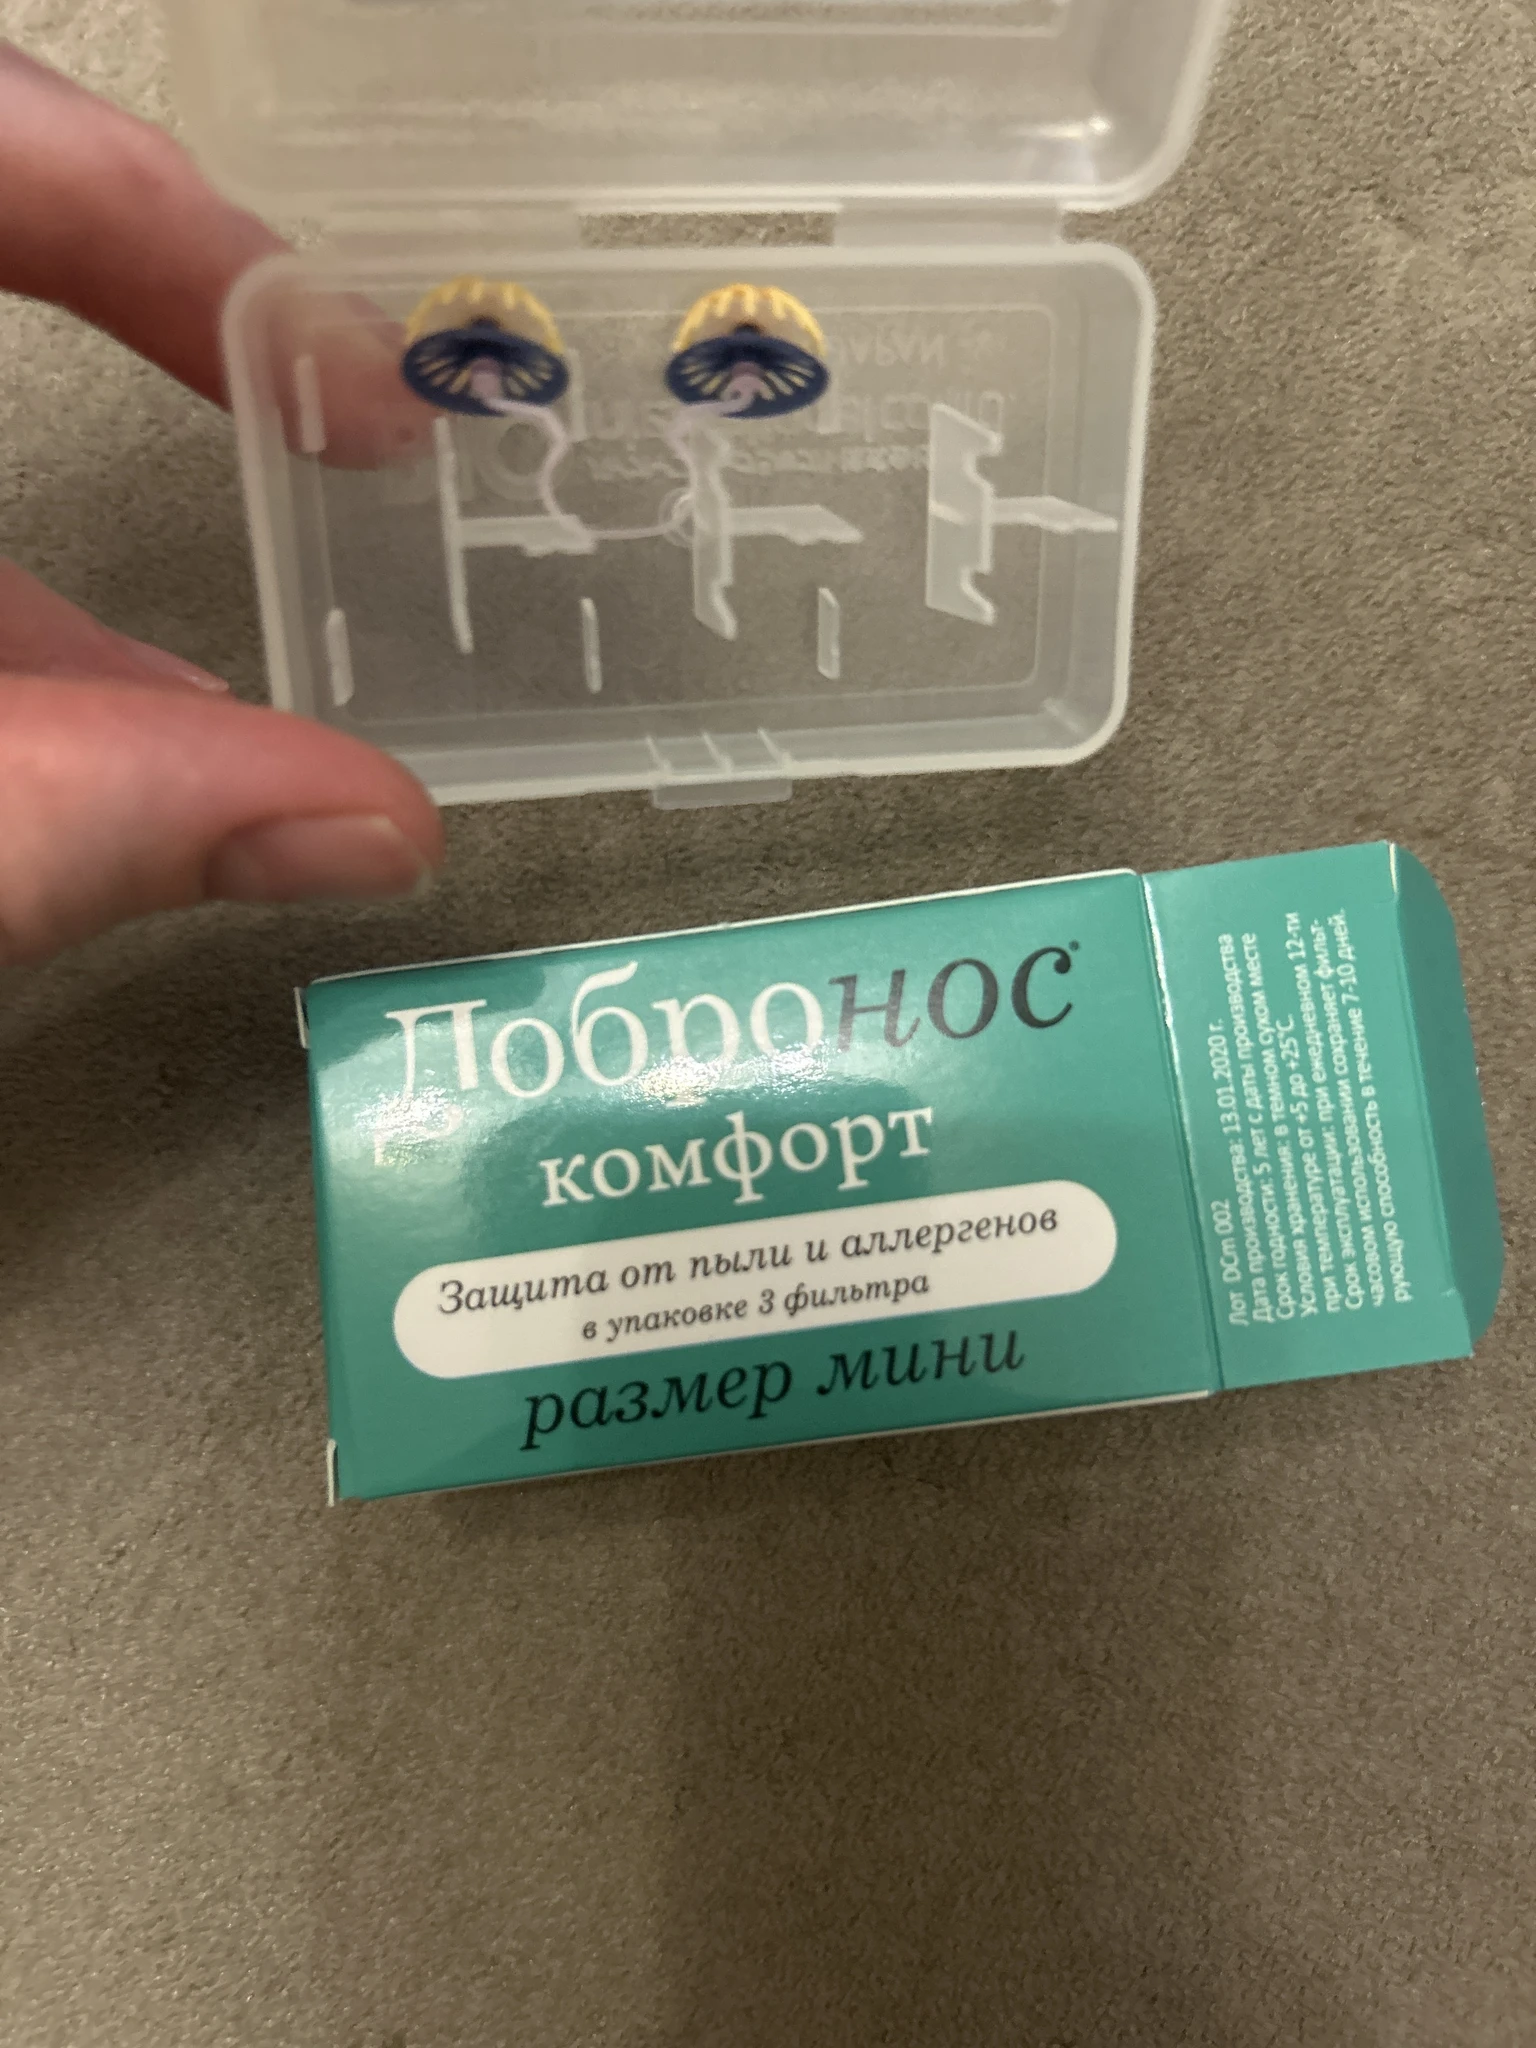 JAPAN
Добронос
комфорт
Защита от пыли и аллергенов
в упаковке 3 фильтра
размер мини
Лот DCm 002
Дата производства: 13.01.2020 г.
Срок годности: 5 лет с даты производства
Условия хранения: в темном сухом месте
при температуре от +5 до +25°С.
Срок эксплуатации: при ежедневном 12-ти
часовом использовании сохраняет фильт-
рующую способность в течение 7-10 дней.